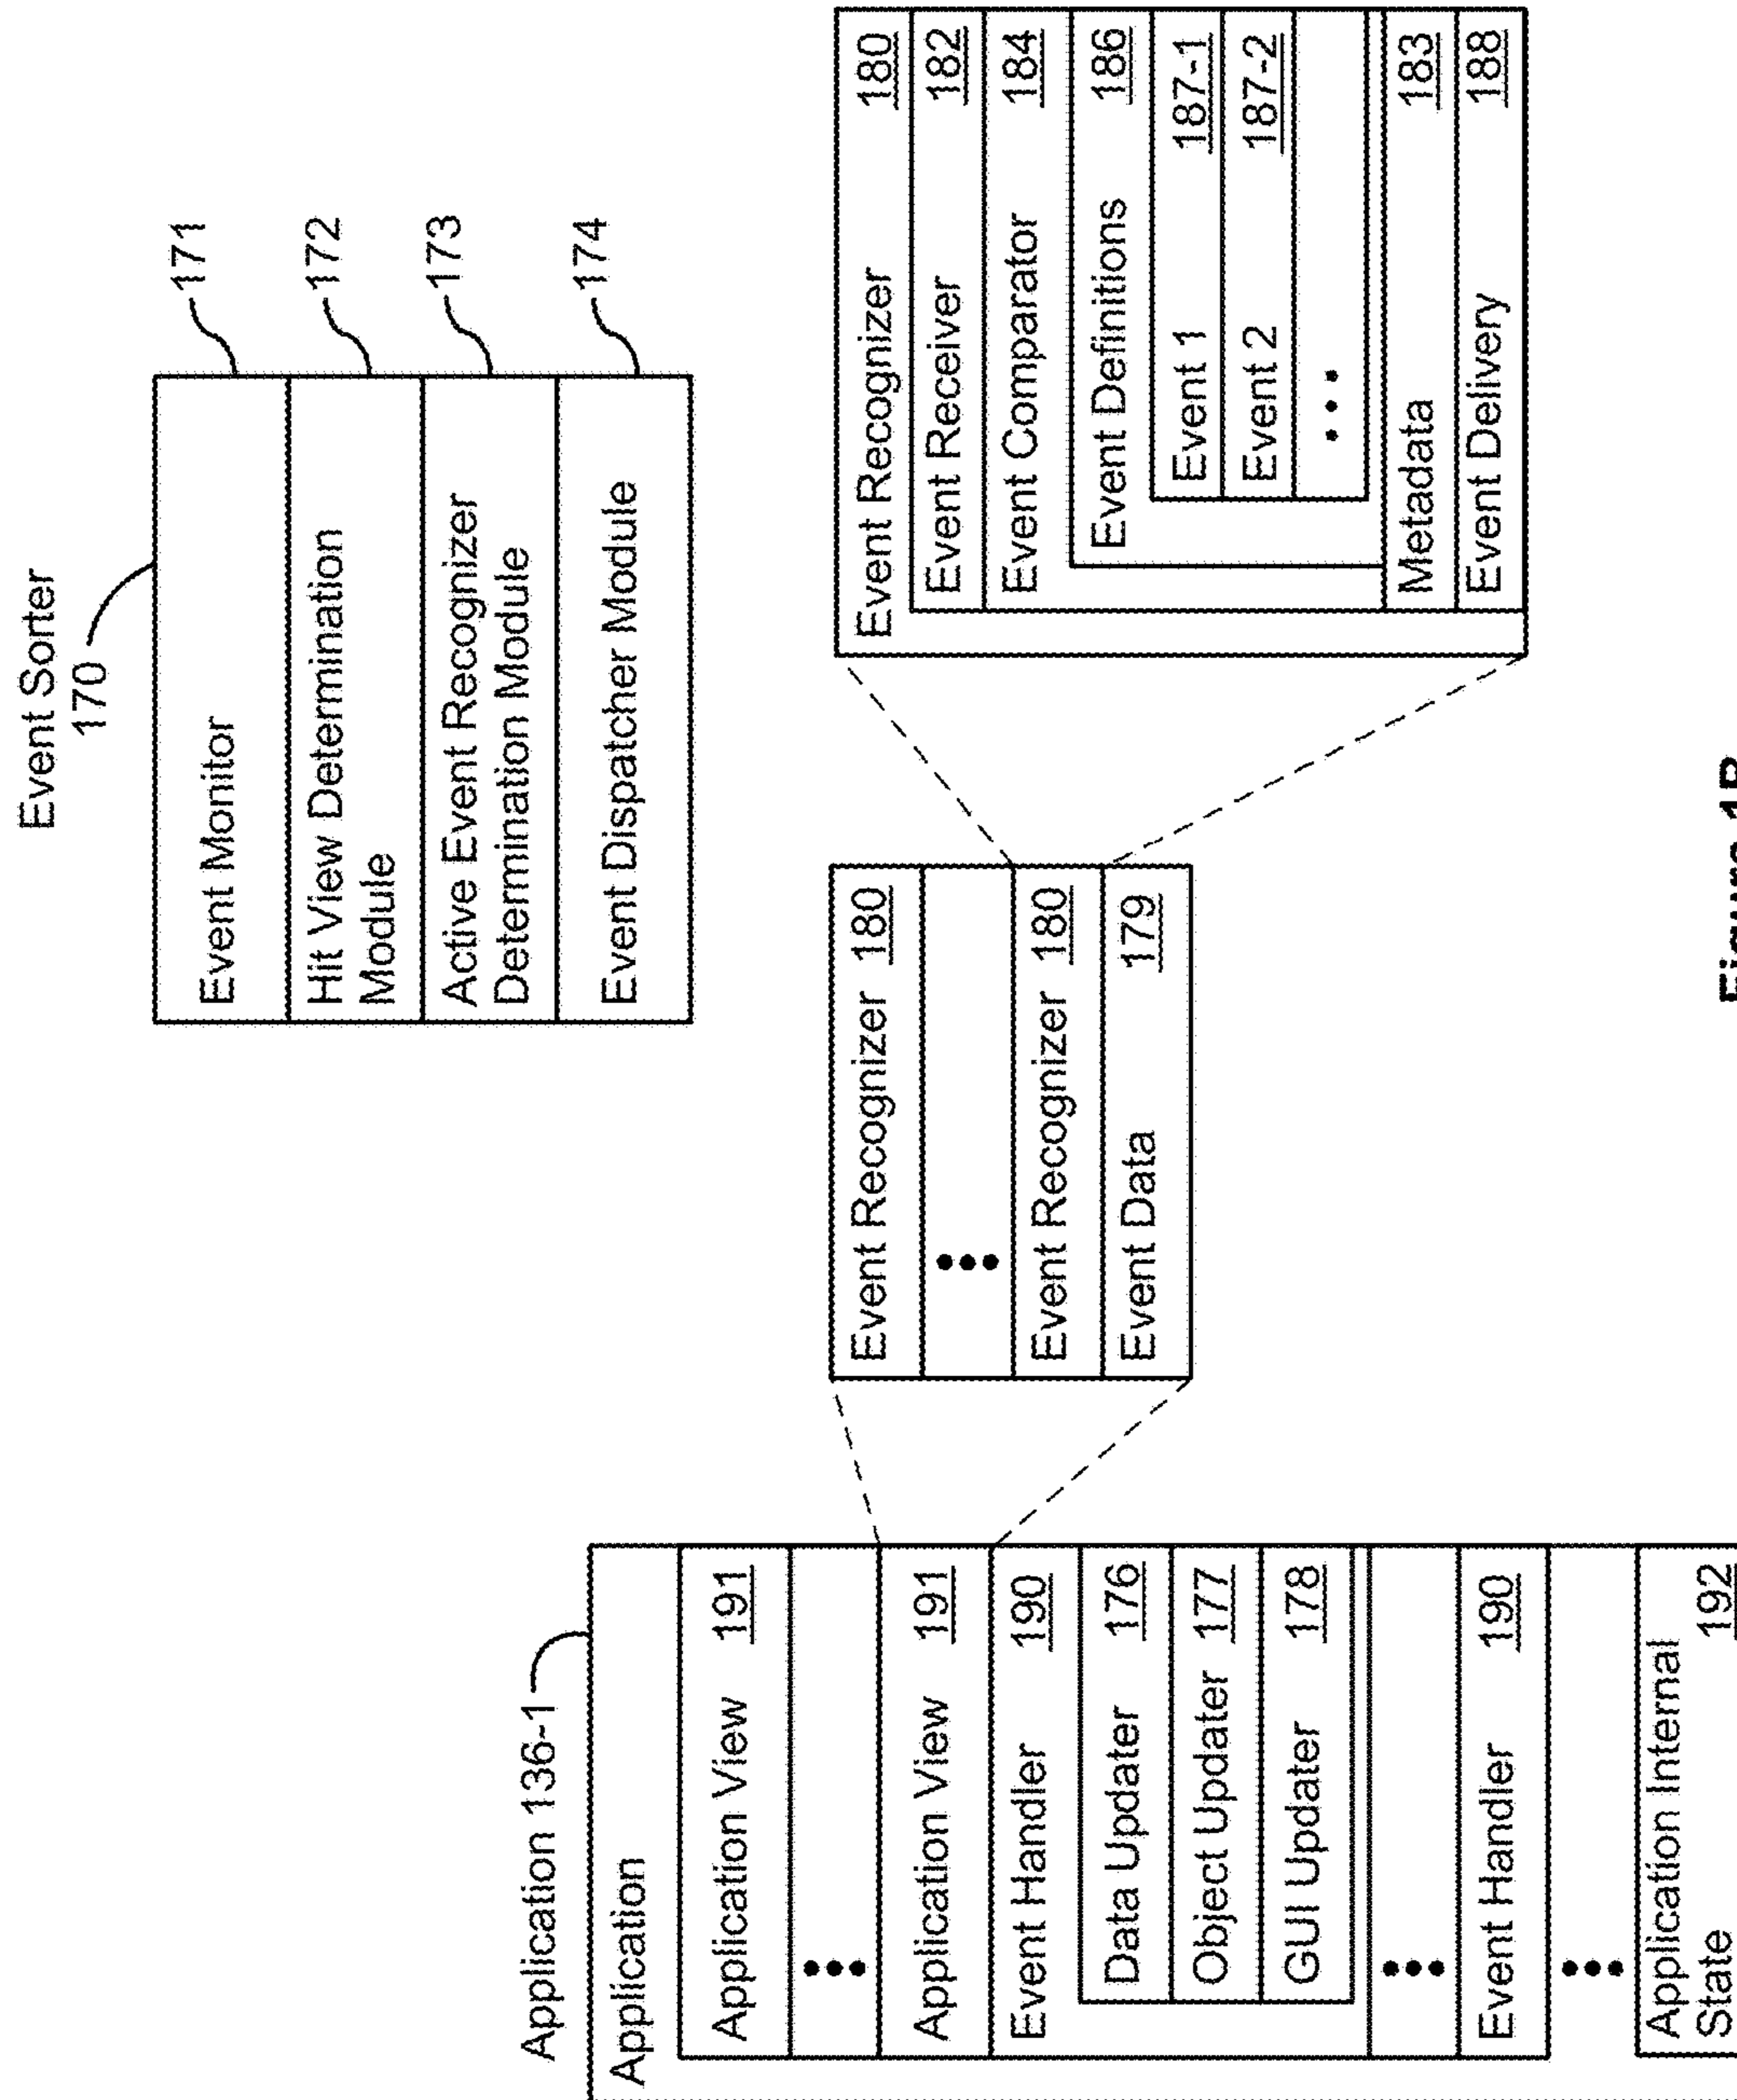 Event Sorter
170
Event Monitor
171
Hit View Determination
Module
172
Active Event Recognizer
Determination Module
173
Event Dispatcher Module
174
Application 136-1
Application
Application View 191
•••
Application View 191
Event Handler 190
Data Updater 176
Object Updater 177
GUI Updater 178
•••
Event Handler 190
•••
Application Internal
State 192
Event Recognizer 180
•••
Event Recognizer 180
Event Data 179
Event Recognizer 180
Event Receiver 182
Event Comparator 184
Event Definitions 186
Event 1 187-1
Event 2 187-2
•••
Metadata 183
Event Delivery 188
Figure 1B